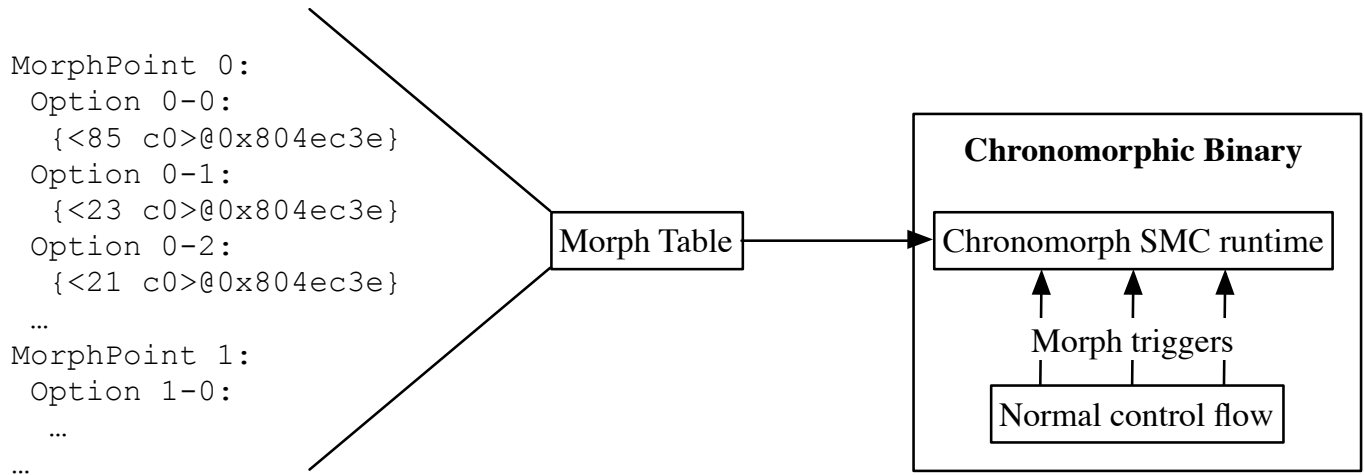 MorphPoint 0:
Option 0-0:
{<85 c0>@0x804ec3e}
Option 0-1:
{<23 c0>@0x804ec3e}
Option 0-2:
{<21 c0>@0x804ec3e}
…
MorphPoint 1:
Option 1-0:
…
…
Morph Table
Chronomorphic Binary
Chronomorph SMC runtime
Morph triggers
Normal control flow